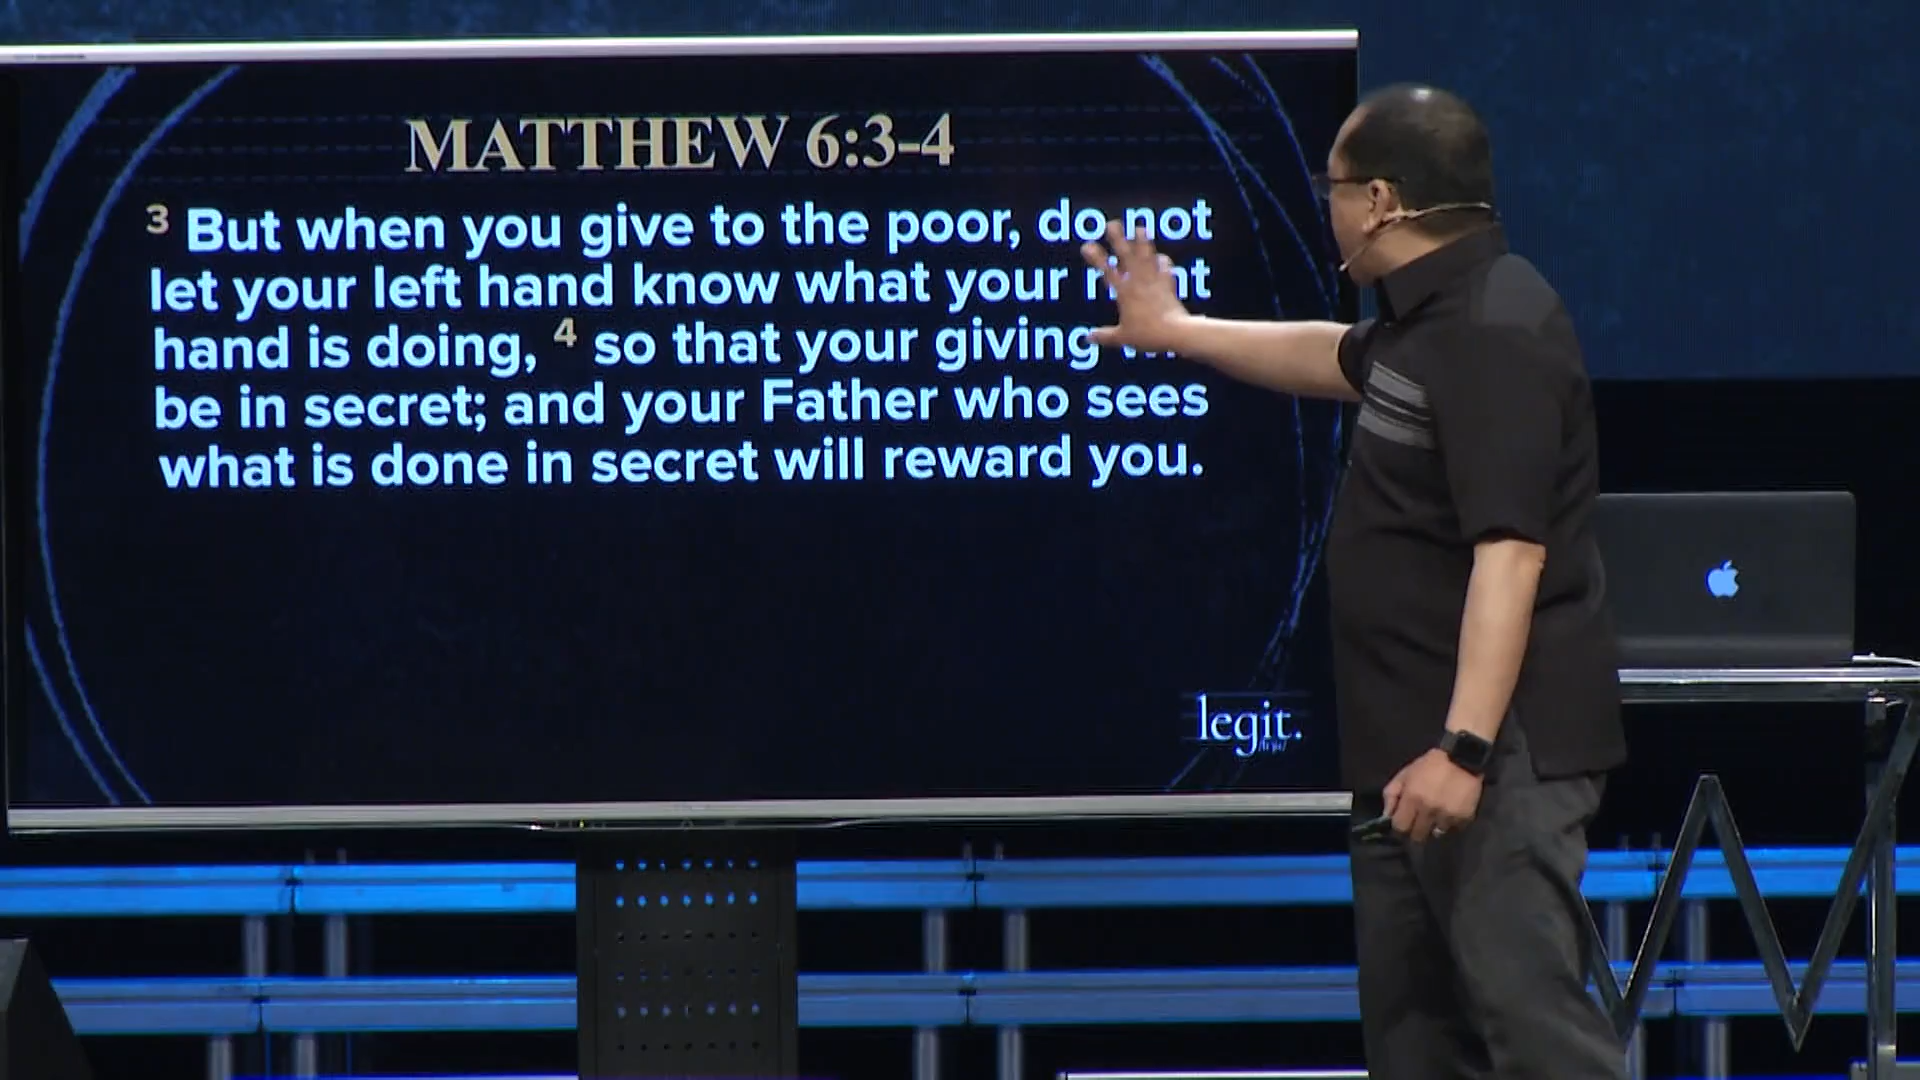 MATTHEW 6:3-4
3 But when you give to the poor, do not
let your left hand know what your right
hand is doing, 4 so that your giving
be in secret; and your Father who sees
what is done in secret will reward you.
legit.